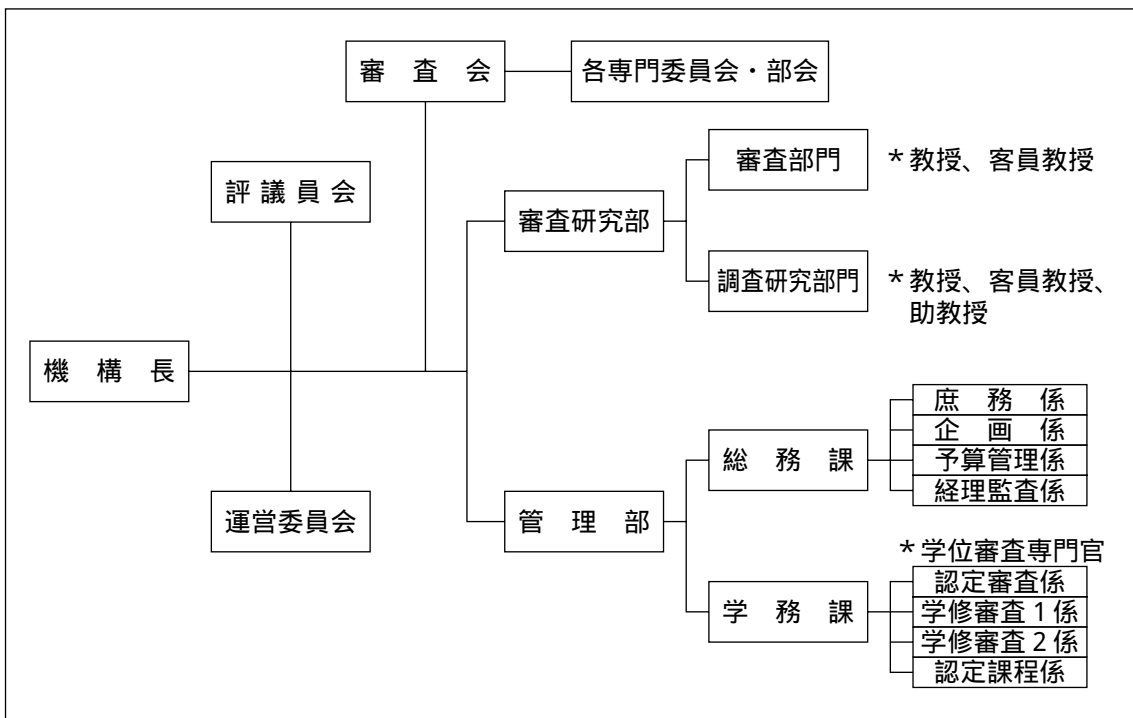 審査会
各専門委員会・部会
審査部門
*教授、客員教授
評議員会
審査研究部
調査研究部門
*教授、客員教授、
助教授
機構長
庶務係
企画係
予算管理係
経理監査係
総務課
運営委員会
管理部
*学位審査専門官
認定審査係
学修審査1係
学修審査2係
認定課程係
学務課